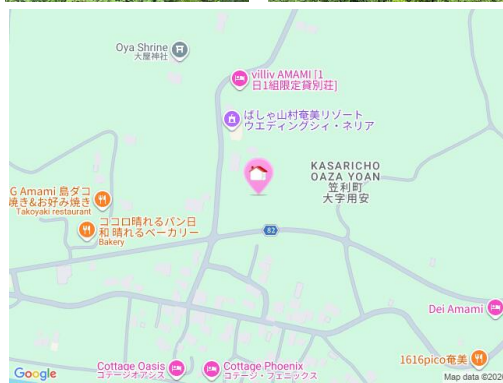 Oya Shrine
大屋神社
villiv AMAMI [1
日1組限定貸別荘]
ばしゃ山村奄美リゾート
ウエディングシィ・ネリア
KASARICHO
OAZA YOAN
笠利町
大字用安
G Amami 島ダコ
焼き&お好み焼き
Takoyaki restaurant
ココロ晴れるパン日
和 晴れるベーカリー
Bakery
82
Dei Amami
1616pico奄美
Cottage Oasis
コテージオアシス
Cottage Phoenix
コテージ・フェニックス
Google
Map data ©2026